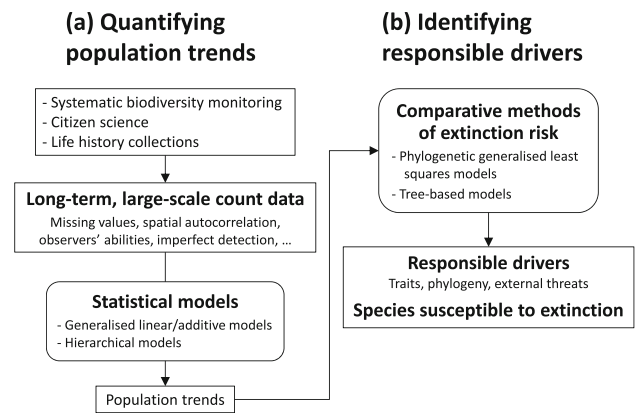 (a) Quantifying
population trends
- Systematic biodiversity monitoring
- Citizen science
- Life history collections
Long-term, large-scale count data
Missing values, spatial autocorrelation,
observers’ abilities, imperfect detection, ...
Statistical models
- Generalised linear/additive models
- Hierarchical models
Population trends
(b) Identifying
responsible drivers
Comparative methods
of extinction risk
- Phylogenetic generalised least
squares models
- Tree-based models
Responsible drivers
Traits, phylogeny, external threats
Species susceptible to extinction